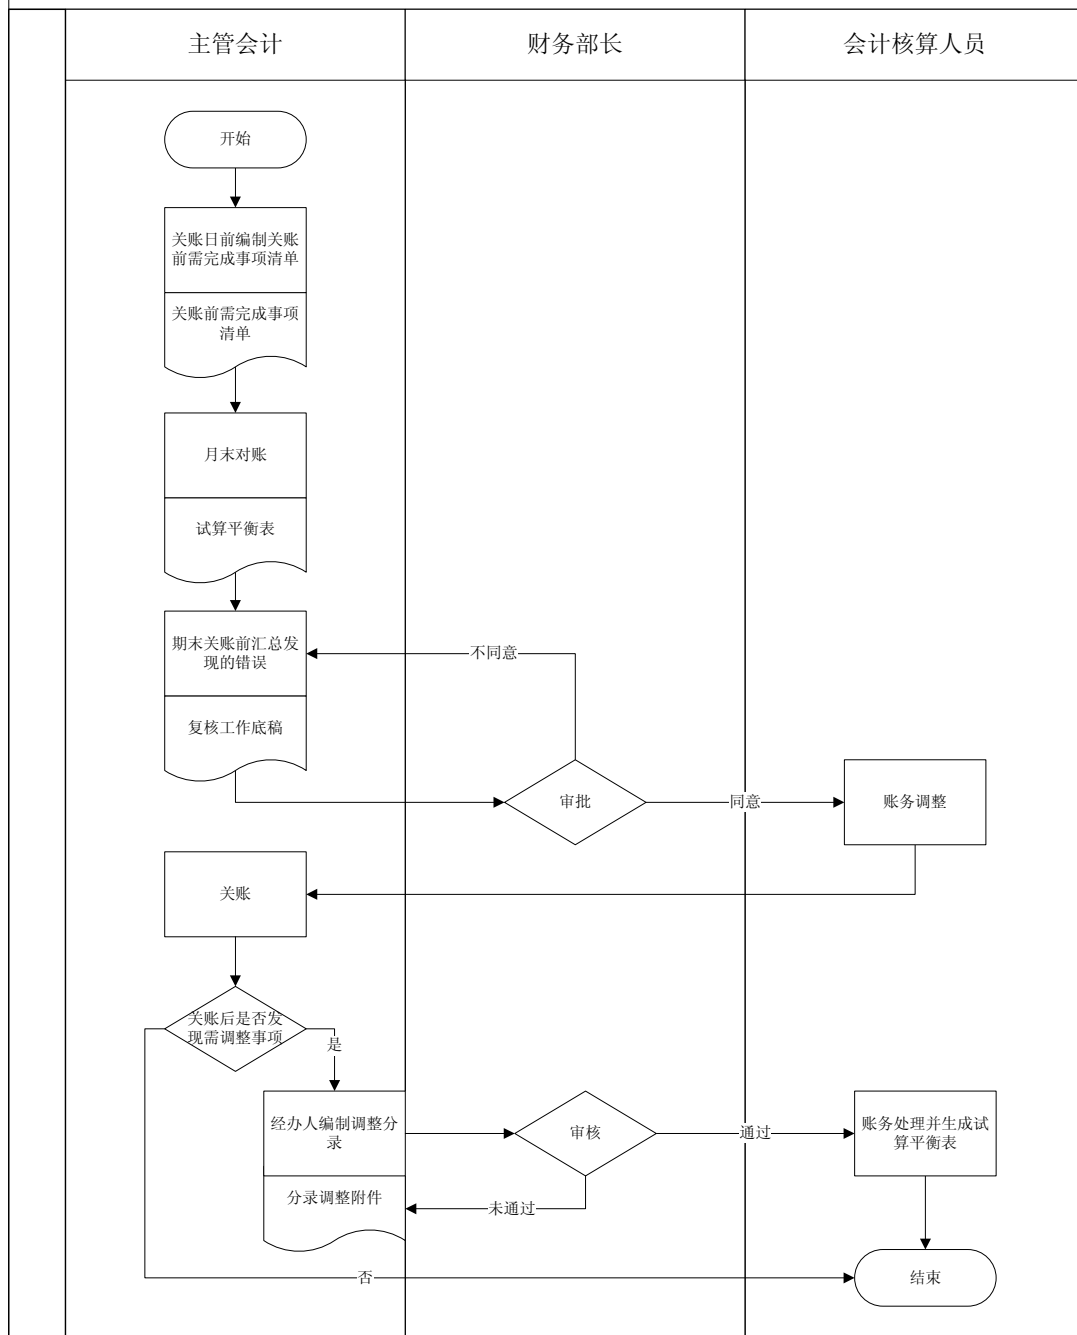 主管会计
财务部长
会计核算人员
开始
关账日前编制关账
前需完成事项清单
关账前需完成事项
清单
月末对账
试算平衡表
期末关账前汇总发
现的错误
不同意
复核工作底稿
审批
同意
账务调整
关账
关账后是否发
现需调整事项
是
经办人编制调整分
录
审核
通过
账务处理并生成试
算平衡表
分录调整附件
未通过
否
结束